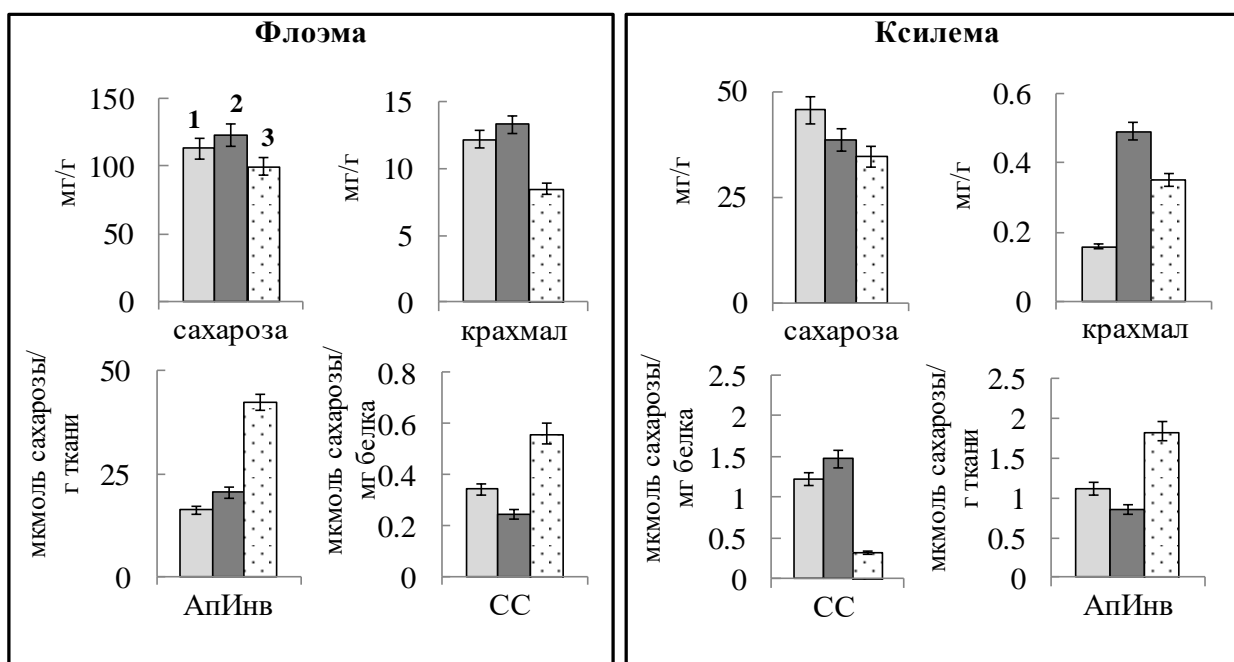 Флоэма
150
100
50
0
мг/г
1
2
3
сахароза
15
10
5
0
мг/г
крахмал
50
25
0
мкмоль сахарозы/
г ткани
АпИнв
0.8
0.6
0.4
0.2
0
мкмоль сахарозы/
мг белка
СС
Ксилема
50
25
0
мг/г
сахароза
0.6
0.4
0.2
0
мг/г
крахмал
2.5
2
1.5
1
0.5
0
мкмоль сахарозы/
мг белка
СС
2.5
2
1.5
1
0.5
0
мкмоль сахарозы/
г ткани
АпИнв